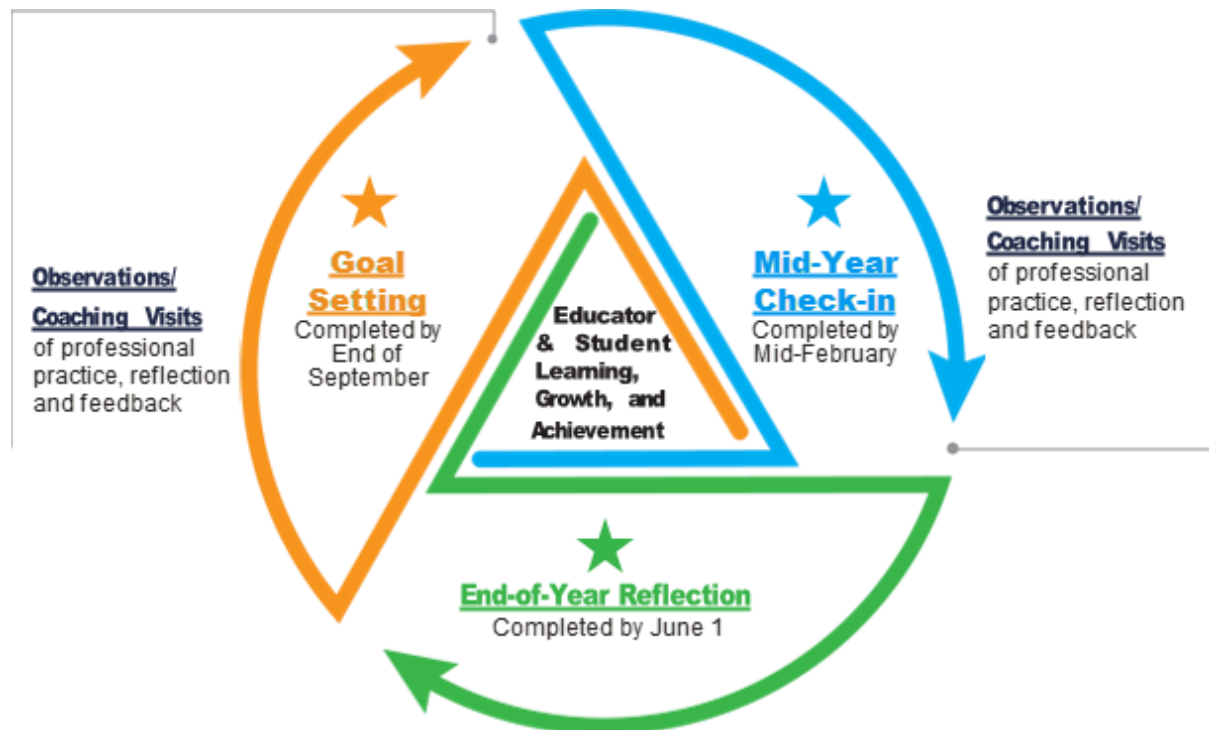 Observations/
Coaching Visits
of professional
practice, reflection
and feedback
Goal
Setting
Completed by
End of
September
Educator
& Student
Learning,
Growth, and
Achievement
Mid-Year
Check-in
Completed by
Mid-February
Observations/
Coaching Visits
of professional
practice, reflection
and feedback
End-of-Year Reflection
Completed by June 1